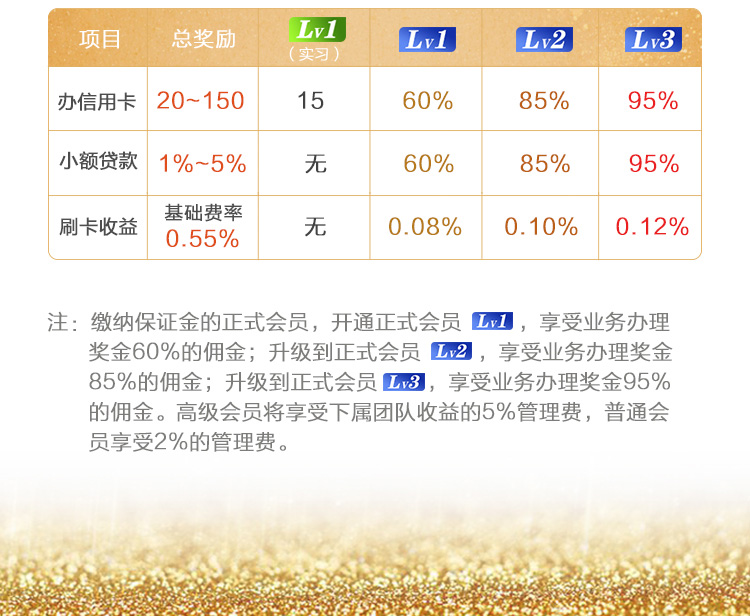 项目 总奖励 Lv1 Lv1 Lv2 Lv3
（实习）
办信用卡 20~150 15 60% 85% 95%
小额贷款 1%~5% 无 60% 85% 95%
刷卡收益 基础费率 0.55% 无 0.08% 0.10% 0.12%
注：缴纳保证金的正式会员，开通正式会员 Lv1，享受业务办理
奖金60%的佣金；升级到正式会员 Lv2，享受业务办理奖金
85%的佣金；升级到正式会员 Lv3，享受业务办理奖金95%
的佣金。高级会员将享受下属团队收益的5%管理费，普通会
员享受2%的管理费。